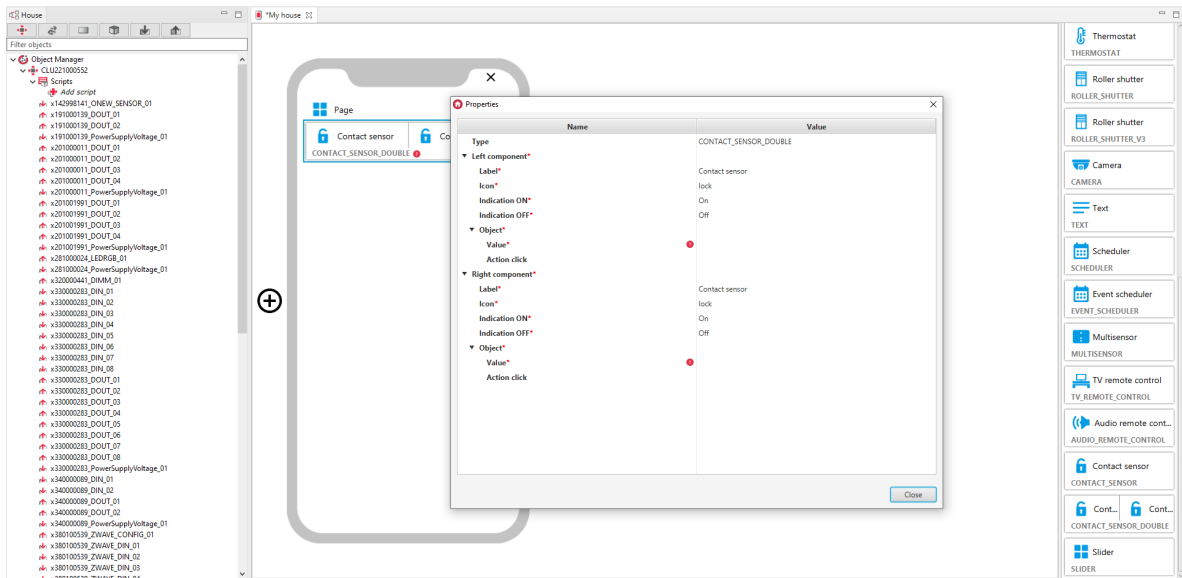 House
Filter objects
Object Manager
CLU221000552
Scripts
Add script
x142998141_ONEW_SENSOR_01
x191000139_DOUT_01
x191000139_DOUT_02
x191000139_PowerSupplyVoltage_01
x201000011_DOUT_01
x201000011_DOUT_02
x201000011_DOUT_03
x201000011_DOUT_04
x201000011_PowerSupplyVoltage_01
x201001991_DOUT_01
x201001991_DOUT_02
x201001991_DOUT_03
x201001991_DOUT_04
x201001991_PowerSupplyVoltage_01
x281000024_LEDRGB_01
x281000024_PowerSupplyVoltage_01
x320000441_DIMM_01
x330000283_DIN_01
x330000283_DIN_02
x330000283_DIN_03
x330000283_DIN_04
x330000283_DIN_05
x330000283_DIN_06
x330000283_DIN_07
x330000283_DIN_08
x330000283_DOUT_01
x330000283_DOUT_02
x330000283_DOUT_03
x330000283_DOUT_04
x330000283_DOUT_05
x330000283_DOUT_06
x330000283_DOUT_07
x330000283_DOUT_08
x330000283_PowerSupplyVoltage_01
x340000089_DIN_01
x340000089_DIN_02
x340000089_DOUT_01
x340000089_DOUT_02
x340000089_PowerSupplyVoltage_01
x380100539_ZWAVE_CONFIG_01
x380100539_ZWAVE_DIN_01
x380100539_ZWAVE_DIN_02
x380100539_ZWAVE_DIN_03
*My house
Page
Contact sensor Co
CONTACT_SENSOR_DOUBLE
Properties
Name Value
Type CONTACT_SENSOR_DOUBLE
Left component*
Label* Contact sensor
Icon* lock
Indication ON* On
Indication OFF* Off
Object*
Value*
Action click
Right component*
Label* Contact sensor
Icon* lock
Indication ON* On
Indication OFF* Off
Object*
Value*
Action click
Close
Thermostat
THERMOSTAT
Roller shutter
ROLLER_SHUTTER
Roller shutter
ROLLER_SHUTTER_V3
Camera
CAMERA
Text
TEXT
Scheduler
SCHEDULER
Event scheduler
EVENT_SCHEDULER
Multisensor
MULTISENSOR
TV remote control
TV_REMOTE_CONTROL
Audio remote cont...
AUDIO_REMOTE_CONTROL
Contact sensor
CONTACT_SENSOR
Cont... Cont...
CONTACT_SENSOR_DOUBLE
Slider
SLIDER